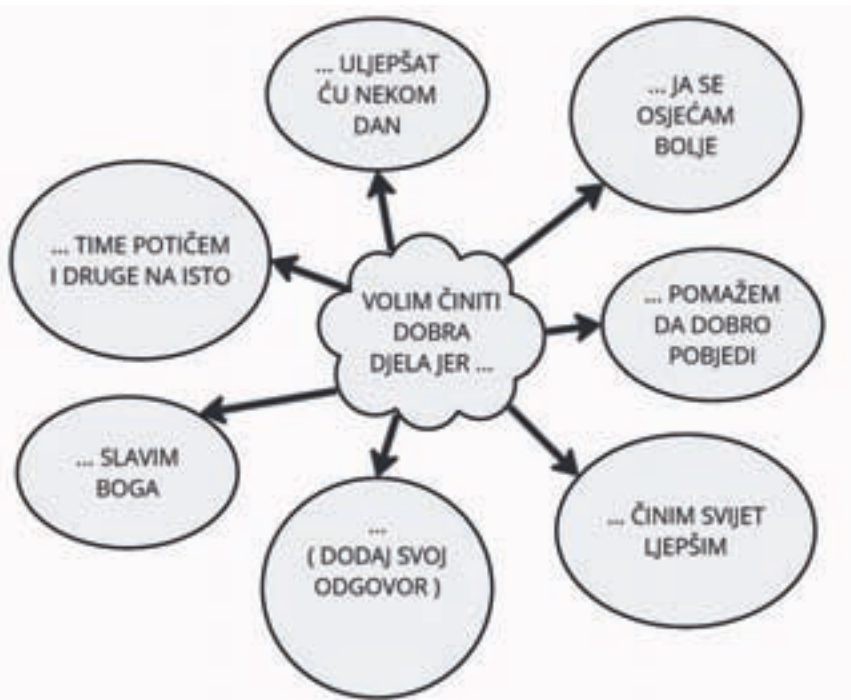 ... ULJEPŠAT
ĆU NEKOM
DAN
... JA SE
OSJEĆAM
BOLJE
... TIME POTIČEM
I DRUGE NA ISTO
VOLIM ČINITI
DOBRA
DJELA JER ...
... POMAŽEM
DA DOBRO
POBJEDI
... SLAVIM
BOGA
...
( DODAJ SVOJ
ODGOVOR )
... ČINIM SVIJET
LJEPŠIM